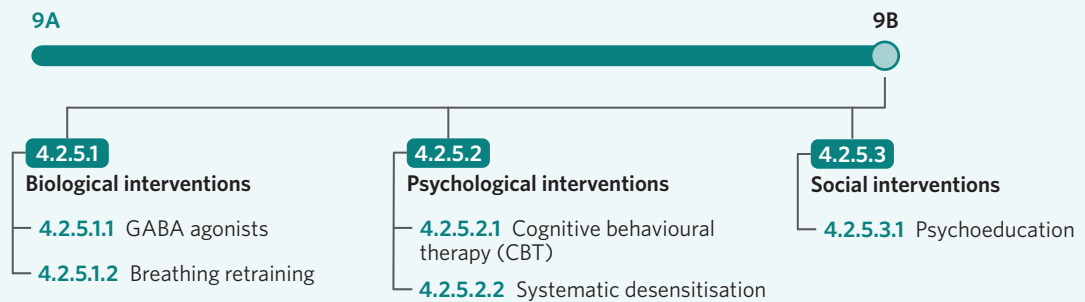 9A
9B
4.2.5.1
Biological interventions
4.2.5.1.1 GABA agonists
4.2.5.1.2 Breathing retraining
4.2.5.2
Psychological interventions
4.2.5.2.1 Cognitive behavioural
therapy (CBT)
4.2.5.2.2 Systematic desensitisation
4.2.5.3
Social interventions
4.2.5.3.1 Psychoeducation